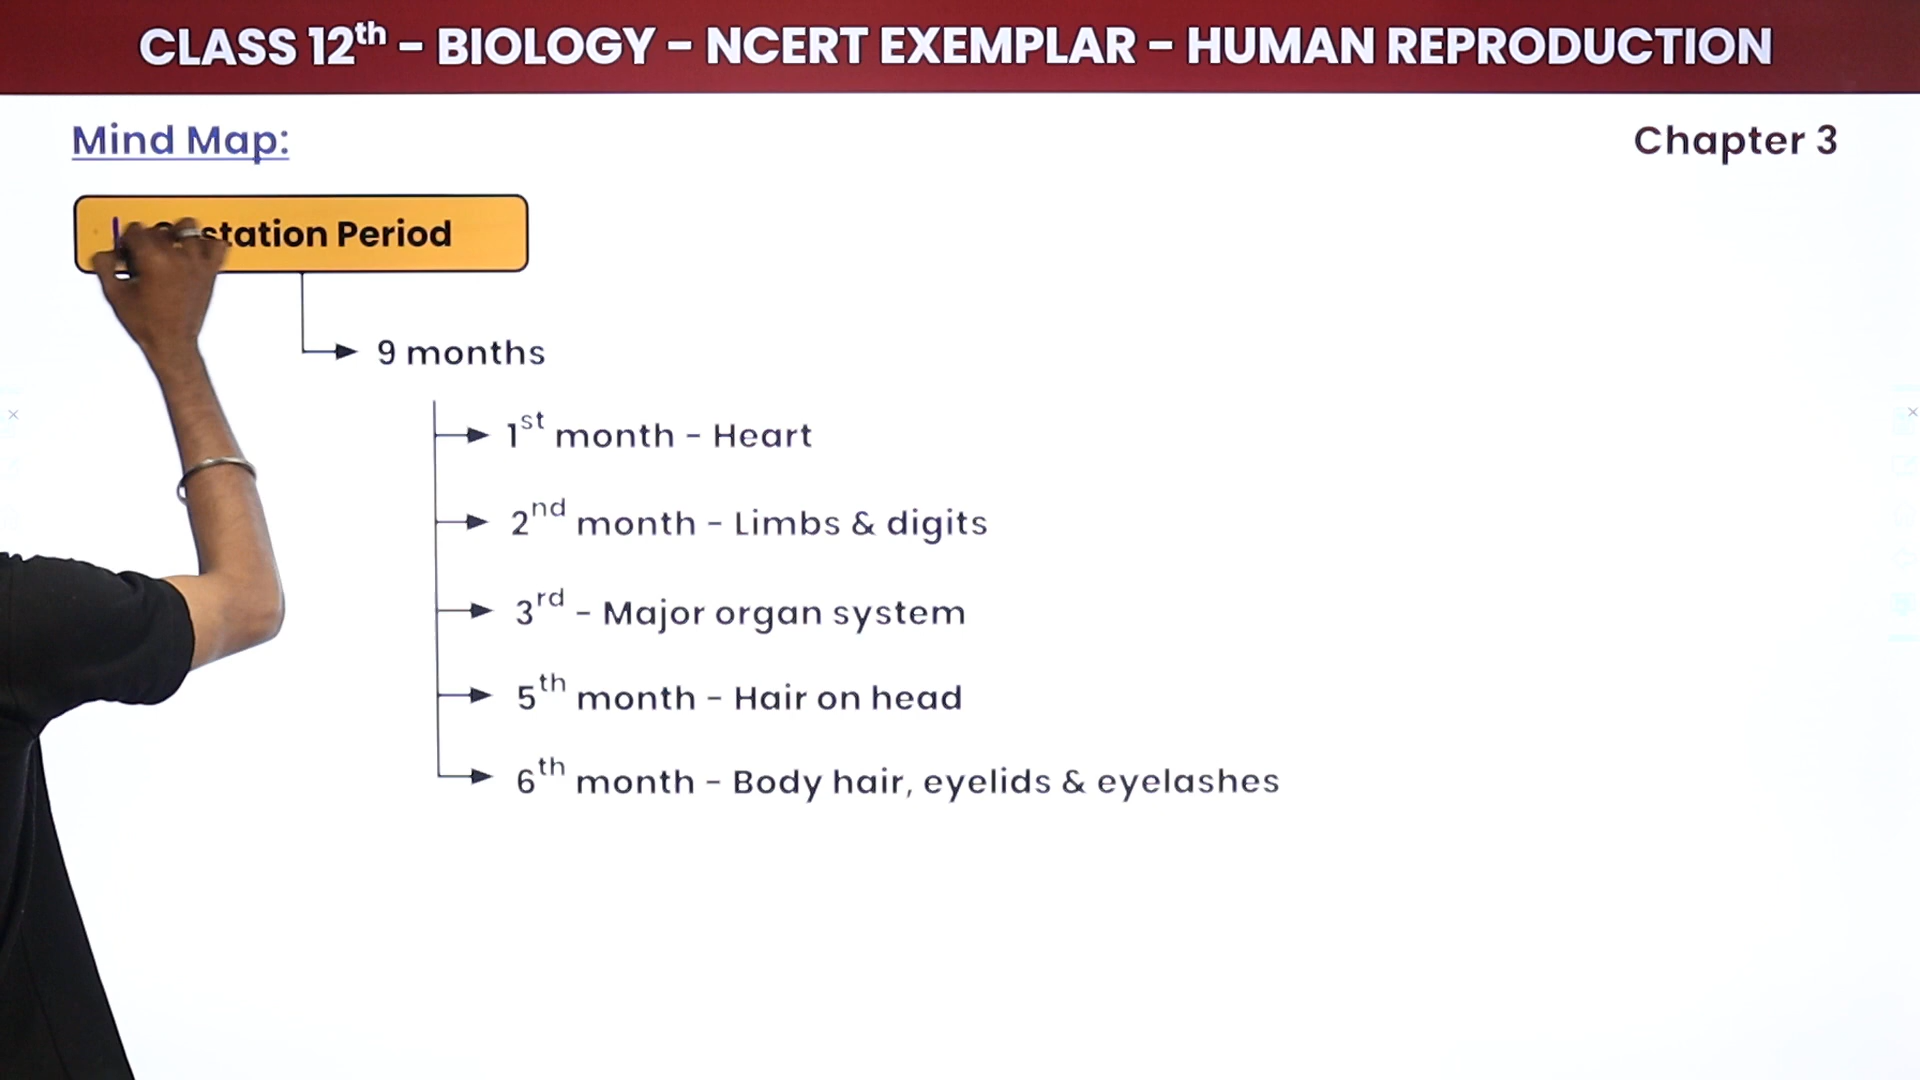 CLASS 12th - BIOLOGY - NCERT EXEMPLAR - HUMAN REPRODUCTION
Mind Map:
Chapter 3
Period
9 months
1st month - Heart
2nd month - Limbs & digits
3rd - Major organ system
5th month - Hair on head
6th month - Body hair, eyelids & eyelashes